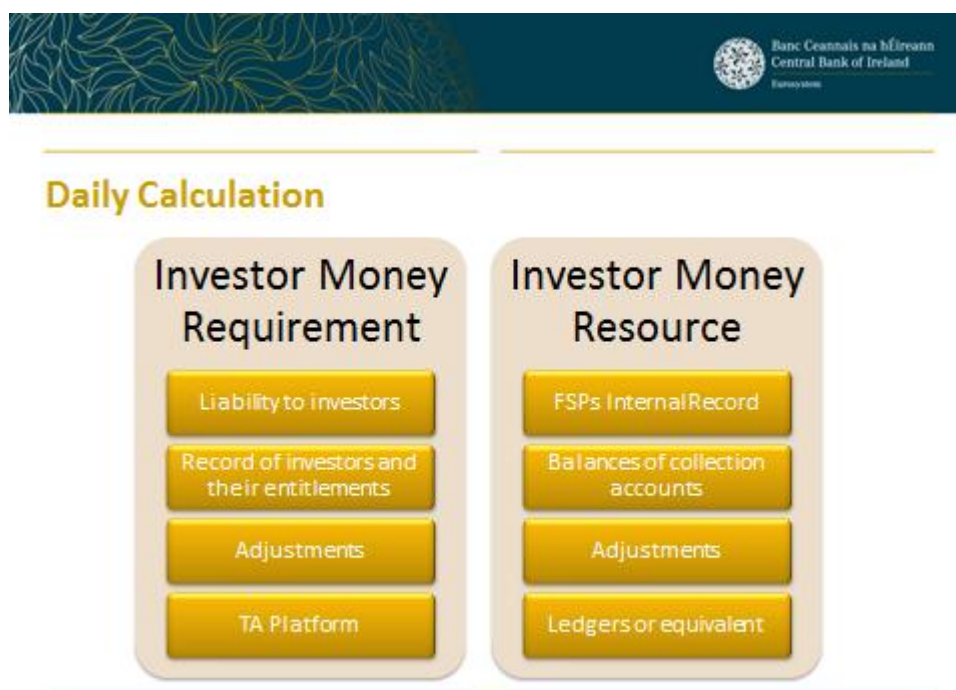 Banc Ceannais na hÉireann
Central Bank of Ireland
Eurosystem
Daily Calculation
Investor Money
Requirement
Liability to investors
Record of investors and
their entitlements
Adjustments
TA Platform
Investor Money
Resource
FSPs Internal Record
Balances of collection
accounts
Adjustments
Ledgers or equivalent